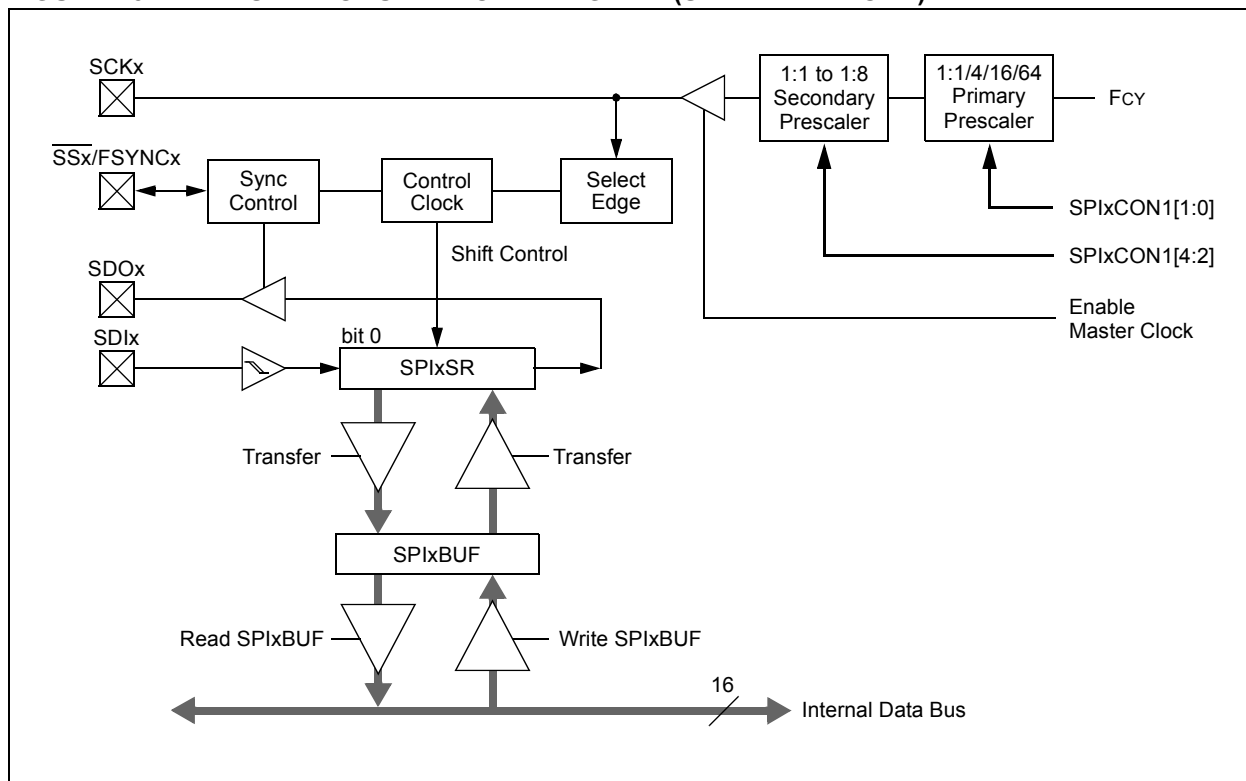 SCKx
1:1 to 1:8
Secondary
Prescaler
1:1/4/16/64
Primary
Prescaler
FCY
SSx/FSYNCx
Sync
Control
Control
Clock
Select
Edge
SPIxCON1[1:0]
Shift Control
SPIxCON1[4:2]
SDOx
Enable
Master Clock
SDIx
bit 0
SPIxSR
Transfer
Transfer
SPIxBUF
Read SPIxBUF
Write SPIxBUF
16
Internal Data Bus